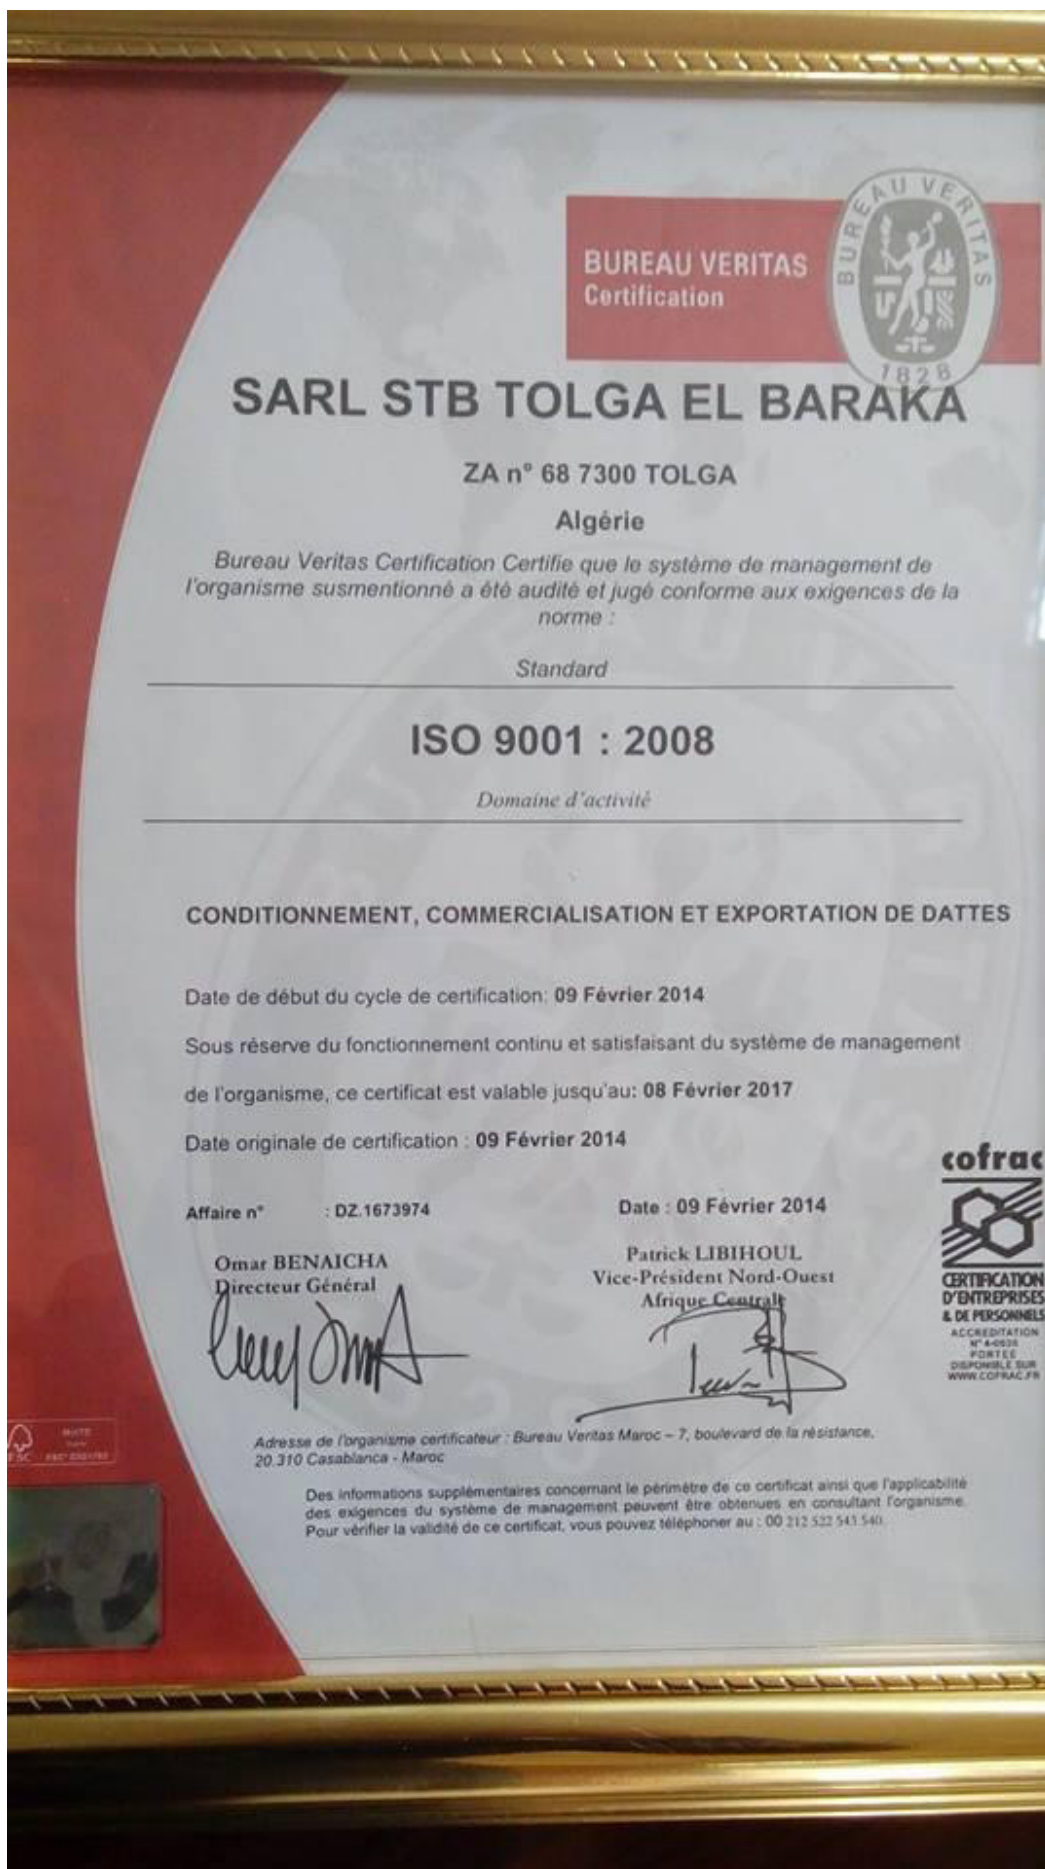 BUREAU VERITAS
Certification
BUREAU VERITAS
1828
SARL STB TOLGA EL BARAKA
ZA n° 68 7300 TOLGA
Algérie
Bureau Veritas Certification Certifie que le système de management de
l'organisme susmentionné a été audité et jugé conforme aux exigences de la
norme :
Standard
ISO 9001 : 2008
Domaine d'activité
CONDITIONNEMENT, COMMERCIALISATION ET EXPORTATION DE DATTES
Date de début du cycle de certification: 09 Février 2014
Sous réserve du fonctionnement continu et satisfaisant du système de management
de l'organisme, ce certificat est valable jusqu'au: 08 Février 2017
Date originale de certification : 09 Février 2014
Affaire n° : DZ.1673974
Date : 09 Février 2014
Omar BENAICHA
Directeur Général
Patrick LIBIHOUL
Vice-Président Nord-Ouest
Afrique Centrale
cofrac
CERTIFICATION
D'ENTREPRISES
& DE PERSONNELS
ACCREDITATION
PORTEE
DISPONIBLE SUR
WWW.COFRAC.FR
Adresse de l'organisme certificateur : Bureau Veritas Maroc – 7, boulevard de la résistance,
20.310 Casablanca - Maroc
Des informations supplémentaires concernant le périmètre de ce certificat ainsi que l'applicabilité
des exigences du système de management peuvent être obtenues en consultant l'organisme.
Pour vérifier la validité de ce certificat, vous pouvez téléphoner au : 00 212 522 543 540.